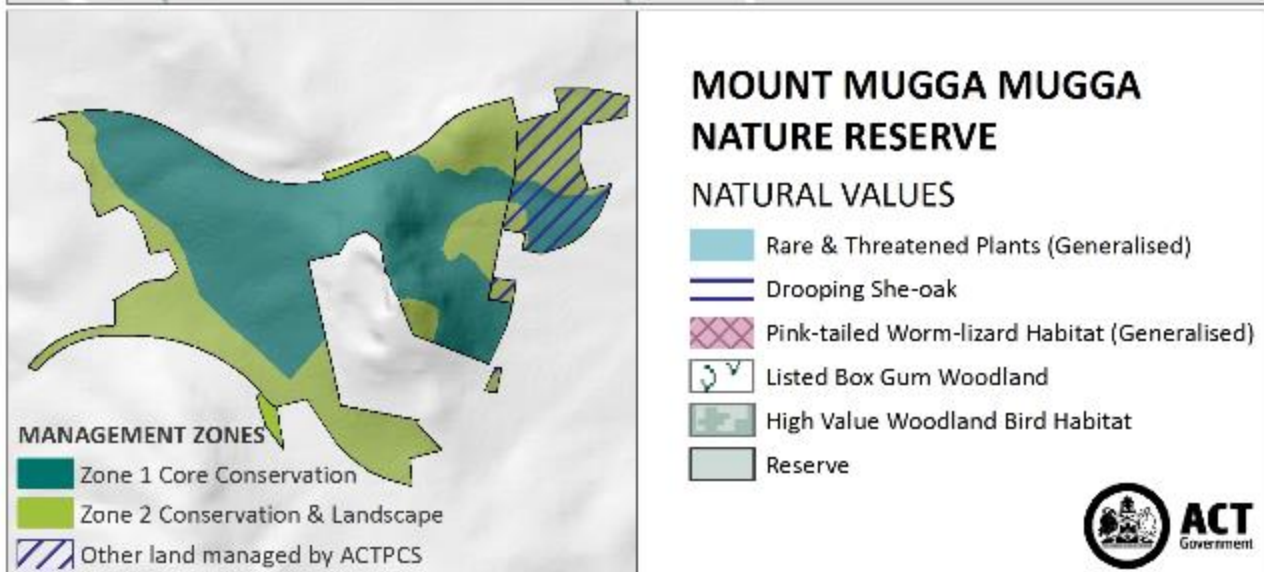 MANAGEMENT ZONES
Zone 1 Core Conservation
Zone 2 Conservation & Landscape
Other land managed by ACTPCS
MOUNT MUGGA MUGGA
NATURE RESERVE
NATURAL VALUES
Rare & Threatened Plants (Generalised)
Drooping She-oak
Pink-tailed Worm-lizard Habitat (Generalised)
Listed Box Gum Woodland
High Value Woodland Bird Habitat
Reserve
ACT
Government